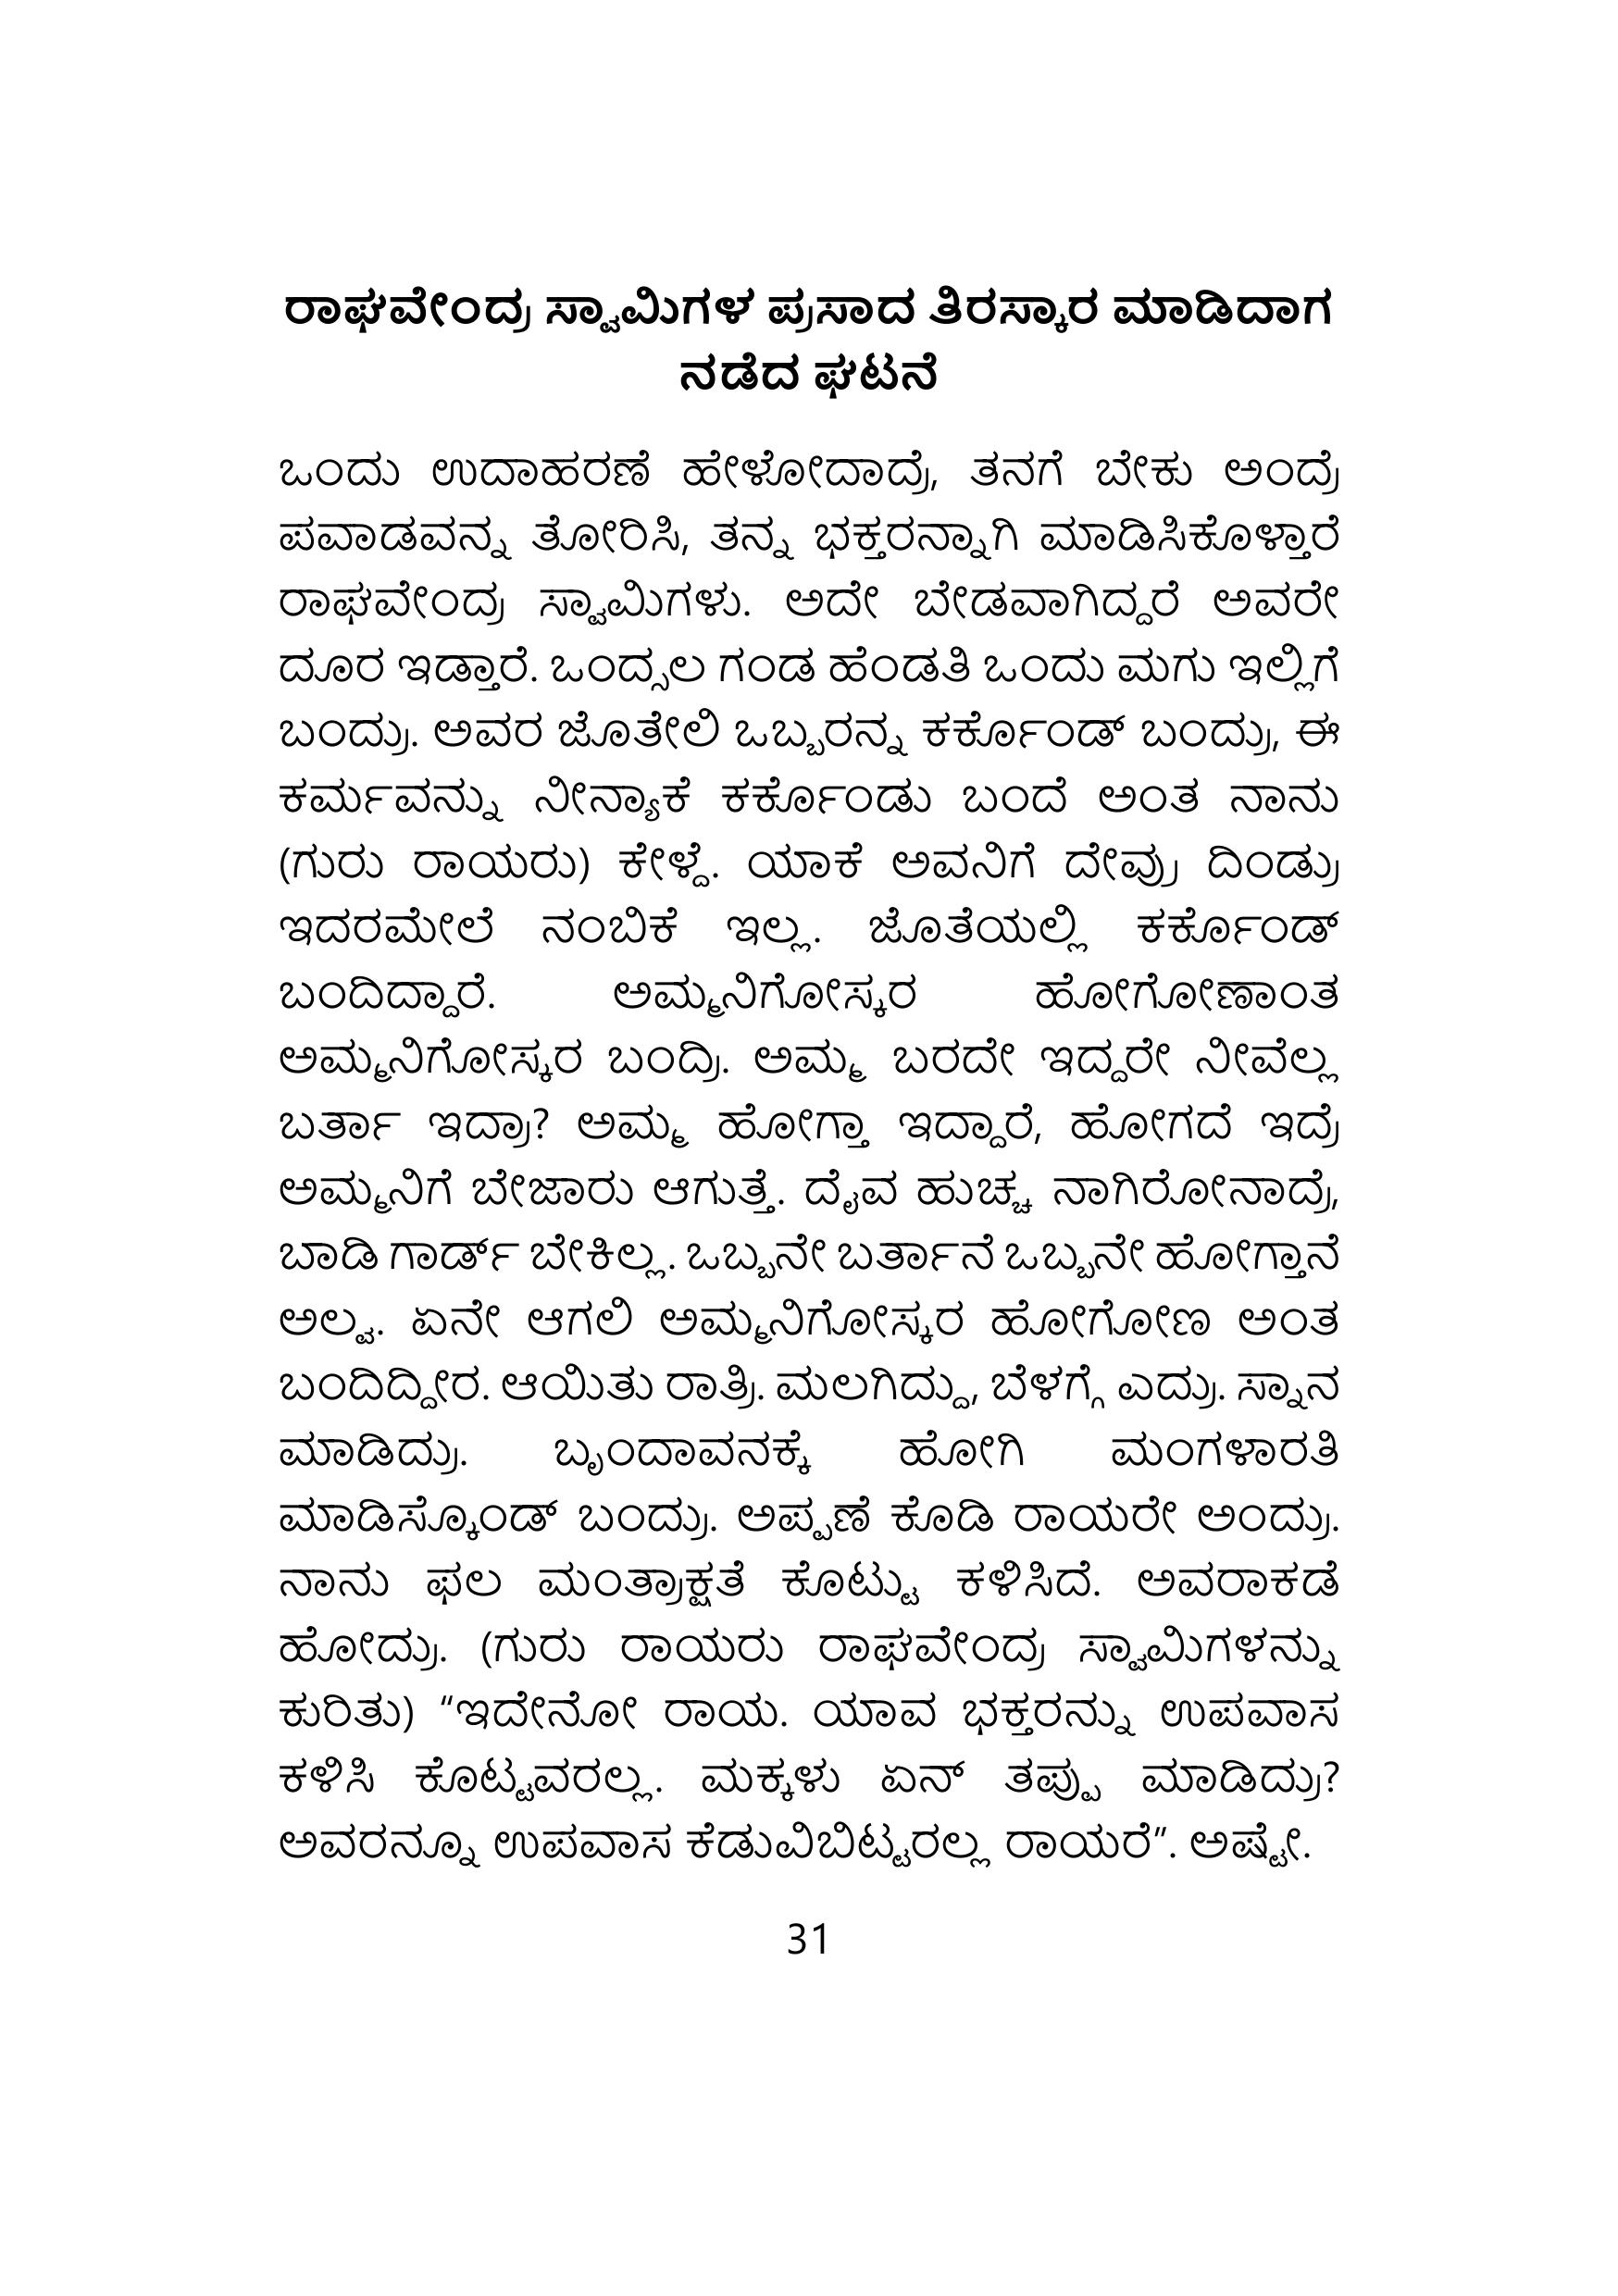 ರಾಘವೇಂದ್ರ ಸ್ವಾಮಿಗಳ ಪ್ರಸಾದ ತಿರಸ್ಕಾರ ಮಾಡಿದಾಗ
ನಡೆದ ಘಟನೆ
ಒಂದು ಉದಾಹರಣೆ ಹೇಳೋದಾದ್ರೆ, ತನಗೆ ಬೇಕು ಅಂದ್ರೆ
ಪವಾಡವನ್ನ ತೋರಿಸಿ, ತನ್ನ ಭಕ್ತರನ್ನಾಗಿ ಮಾಡಿಸಿಕೊಳ್ತಾರೆ
ರಾಘವೇಂದ್ರ ಸ್ವಾಮಿಗಳು. ಅದೇ ಬೇಡವಾಗಿದ್ದರೆ ಅವರೇ
ದೂರ ಇಡ್ತಾರೆ. ಒಂದ್ಸಲ ಗಂಡ ಹೆಂಡತಿ ಒಂದು ಮಗು ಇಲ್ಲಿಗೆ
ಬಂದ್ರು. ಅವರ ಜೊತೇಲಿ ಒಬ್ಬರನ್ನ ಕರ್ಕೊಂಡ್ ಬಂದ್ರು, ಈ
ಕರ್ಮವನ್ನು ನೀನ್ಯಾಕೆ ಕರ್ಕೊಂಡು ಬಂದೆ ಅಂತ ನಾನು
(ಗುರು ರಾಯರು) ಕೇಳ್ದೆ. ಯಾಕೆ ಅವನಿಗೆ ದೇವ್ರು ದಿಂಡ್ರು
ಇದರಮೇಲೆ ನಂಬಿಕೆ ಇಲ್ಲ. ಜೊತೆಯಲ್ಲಿ ಕರ್ಕೊಂಡ್
ಬಂದಿದ್ದಾರೆ. ಅಮ್ಮನಿಗೋಸ್ಕರ ಹೋಗೋಣಾಂತ
ಅಮ್ಮನಿಗೋಸ್ಕರ ಬಂದ್ರಿ. ಅಮ್ಮ ಬರದೇ ಇದ್ದರೇ ನೀವೆಲ್ಲ
ಬರ್ತಾ ಇದ್ರಾ? ಅಮ್ಮ ಹೋಗ್ತಾ ಇದ್ದಾರೆ, ಹೋಗದೆ ಇದ್ರೆ
ಅಮ್ಮನಿಗೆ ಬೇಜಾರು ಆಗುತ್ತೆ. ದೈವ ಹುಚ್ಚ ನಾಗಿರೋನಾದ್ರೆ,
ಬಾಡಿ ಗಾರ್ಡ್ ಬೇಕಿಲ್ಲ. ಒಬ್ಬನೇ ಬರ್ತಾನೆ ಒಬ್ಬನೇ ಹೋಗ್ತಾನೆ
ಅಲ್ವ. ಏನೇ ಆಗಲಿ ಅಮ್ಮನಿಗೋಸ್ಕರ ಹೋಗೋಣ ಅಂತ
ಬಂದಿದ್ದೀರ. ಆಯಿತು ರಾತ್ರಿ. ಮಲಗಿದ್ದು, ಬೆಳಗ್ಗೆ ಎದ್ರು. ಸ್ನಾನ
ಮಾಡಿದ್ರು. ಬೃಂದಾವನಕ್ಕೆ ಹೋಗಿ ಮಂಗಳಾರತಿ
ಮಾಡಿಸ್ಕೊಂಡ್ ಬಂದ್ರು. ಅಪ್ಪಣೆ ಕೊಡಿ ರಾಯರೇ ಅಂದ್ರು.
ನಾನು ಫಲ ಮಂತ್ರಾಕ್ಷತೆ ಕೊಟ್ಟು ಕಳಿಸಿದೆ. ಅವರಾಕಡೆ
ಹೋದ್ರು. (ಗುರು ರಾಯರು ರಾಘವೇಂದ್ರ ಸ್ವಾಮಿಗಳನ್ನು
ಕುರಿತು) “ಇದೇನೋ ರಾಯ. ಯಾವ ಭಕ್ತರನ್ನು ಉಪವಾಸ
ಕಳಿಸಿ ಕೊಟ್ಟವರಲ್ಲ. ಮಕ್ಕಳು ಏನ್ ತಪ್ಪು ಮಾಡಿದ್ರು?
ಅವರನ್ನೂ ಉಪವಾಸ ಕೆಡುವಿಬಿಟ್ಟರಲ್ಲ ರಾಯರೆ”. ಅಷ್ಟೇ.
31